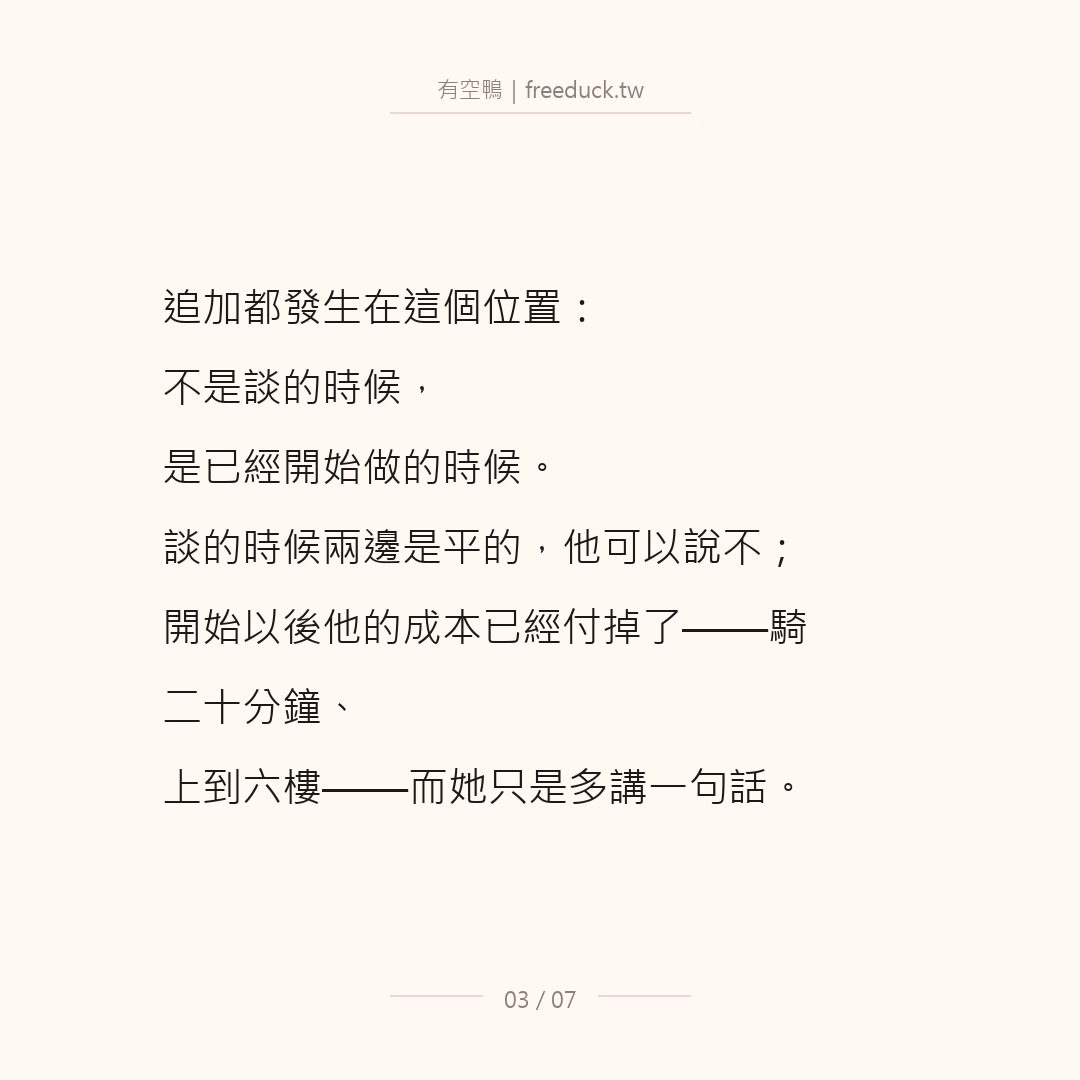 有空鴨｜freeduck.tw
追加都發生在這個位置：
不是談的時候，
是已經開始做的時候。
談的時候兩邊是平的，他可以說不；
開始以後他的成本已經付掉了——騎
二十分鐘、
上到六樓——而她只是多講一句話。
03 / 07